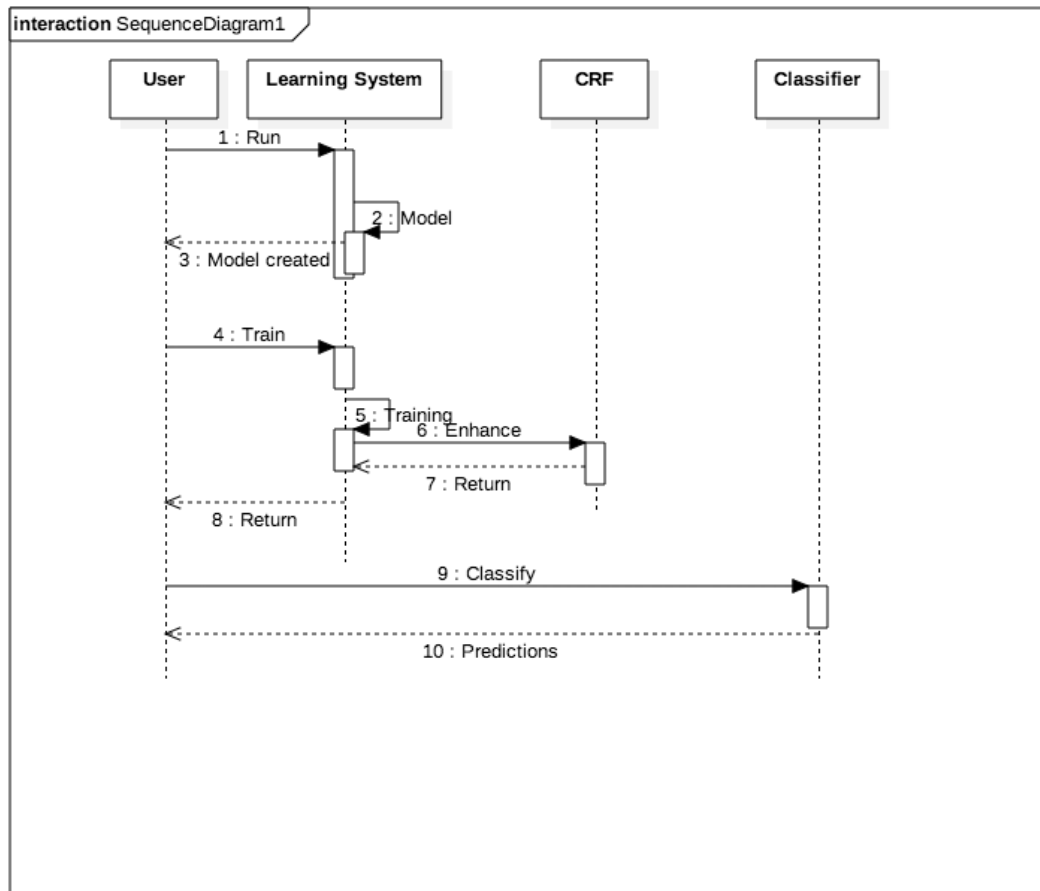 interaction SequenceDiagram1
User
Learning System
CRF
Classifier
1 : Run
2 : Model
3 : Model created
4 : Train
5 : Training
6 : Enhance
7 : Return
8 : Return
9 : Classify
10 : Predictions